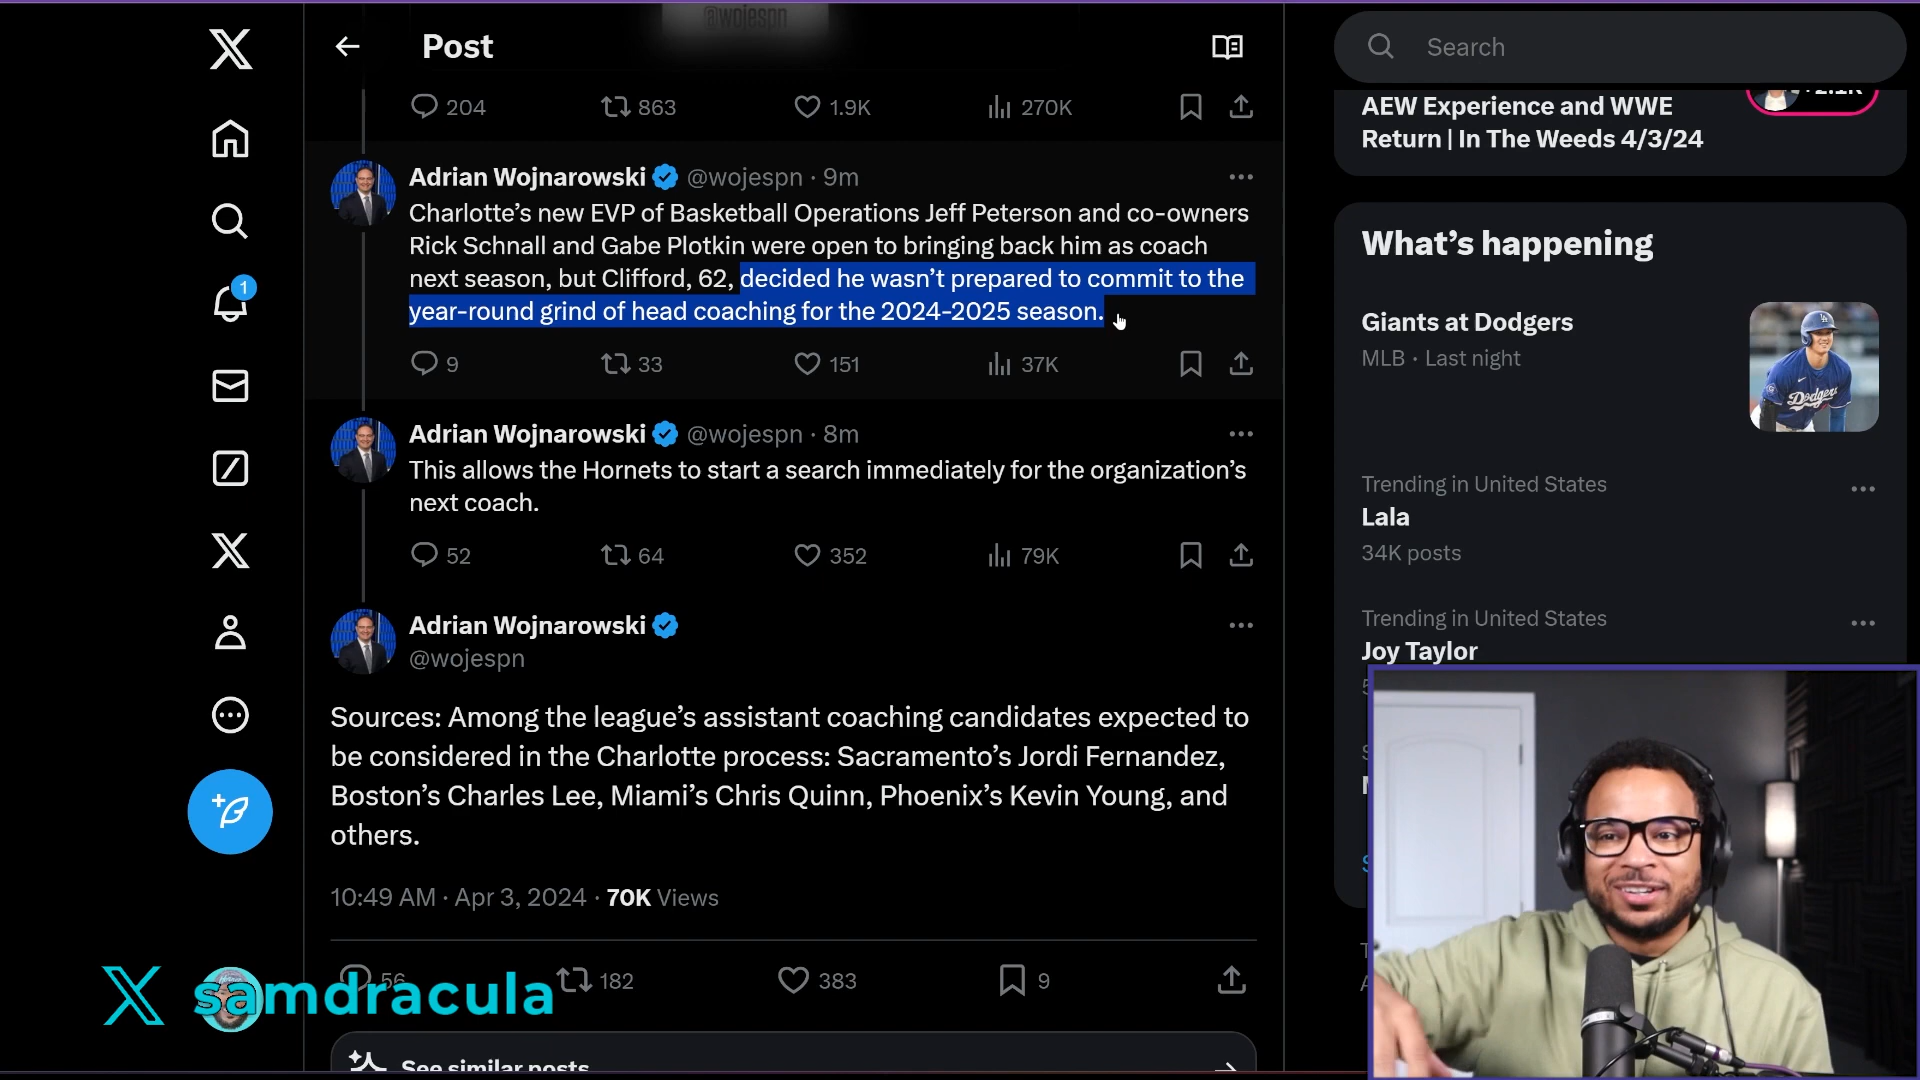 @wojespn
Post
Search
204 863 1.9K 270K
AEW Experience and WWE
Return | In The Weeds 4/3/24
Adrian Wojnarowski @wojespn · 9m
Charlotte’s new EVP of Basketball Operations Jeff Peterson and co-owners
Rick Schnall and Gabe Plotkin were open to bringing back him as coach
next season, but Clifford, 62, decided he wasn’t prepared to commit to the
year-round grind of head coaching for the 2024-2025 season.
9 33 151 37K
1
Adrian Wojnarowski @wojespn · 8m
This allows the Hornets to start a search immediately for the organization’s
next coach.
52 64 352 79K
Adrian Wojnarowski
@wojespn
Sources: Among the league’s assistant coaching candidates expected to
be considered in the Charlotte process: Sacramento’s Jordi Fernandez,
Boston’s Charles Lee, Miami’s Chris Quinn, Phoenix’s Kevin Young, and
others.
10:49 AM · Apr 3, 2024 · 70K Views
56 182 383 9
samdracula
See similar posts
What’s happening
Giants at Dodgers
MLB · Last night
Dodgers
Trending in United States
Lala
34K posts
Trending in United States
Joy Taylor